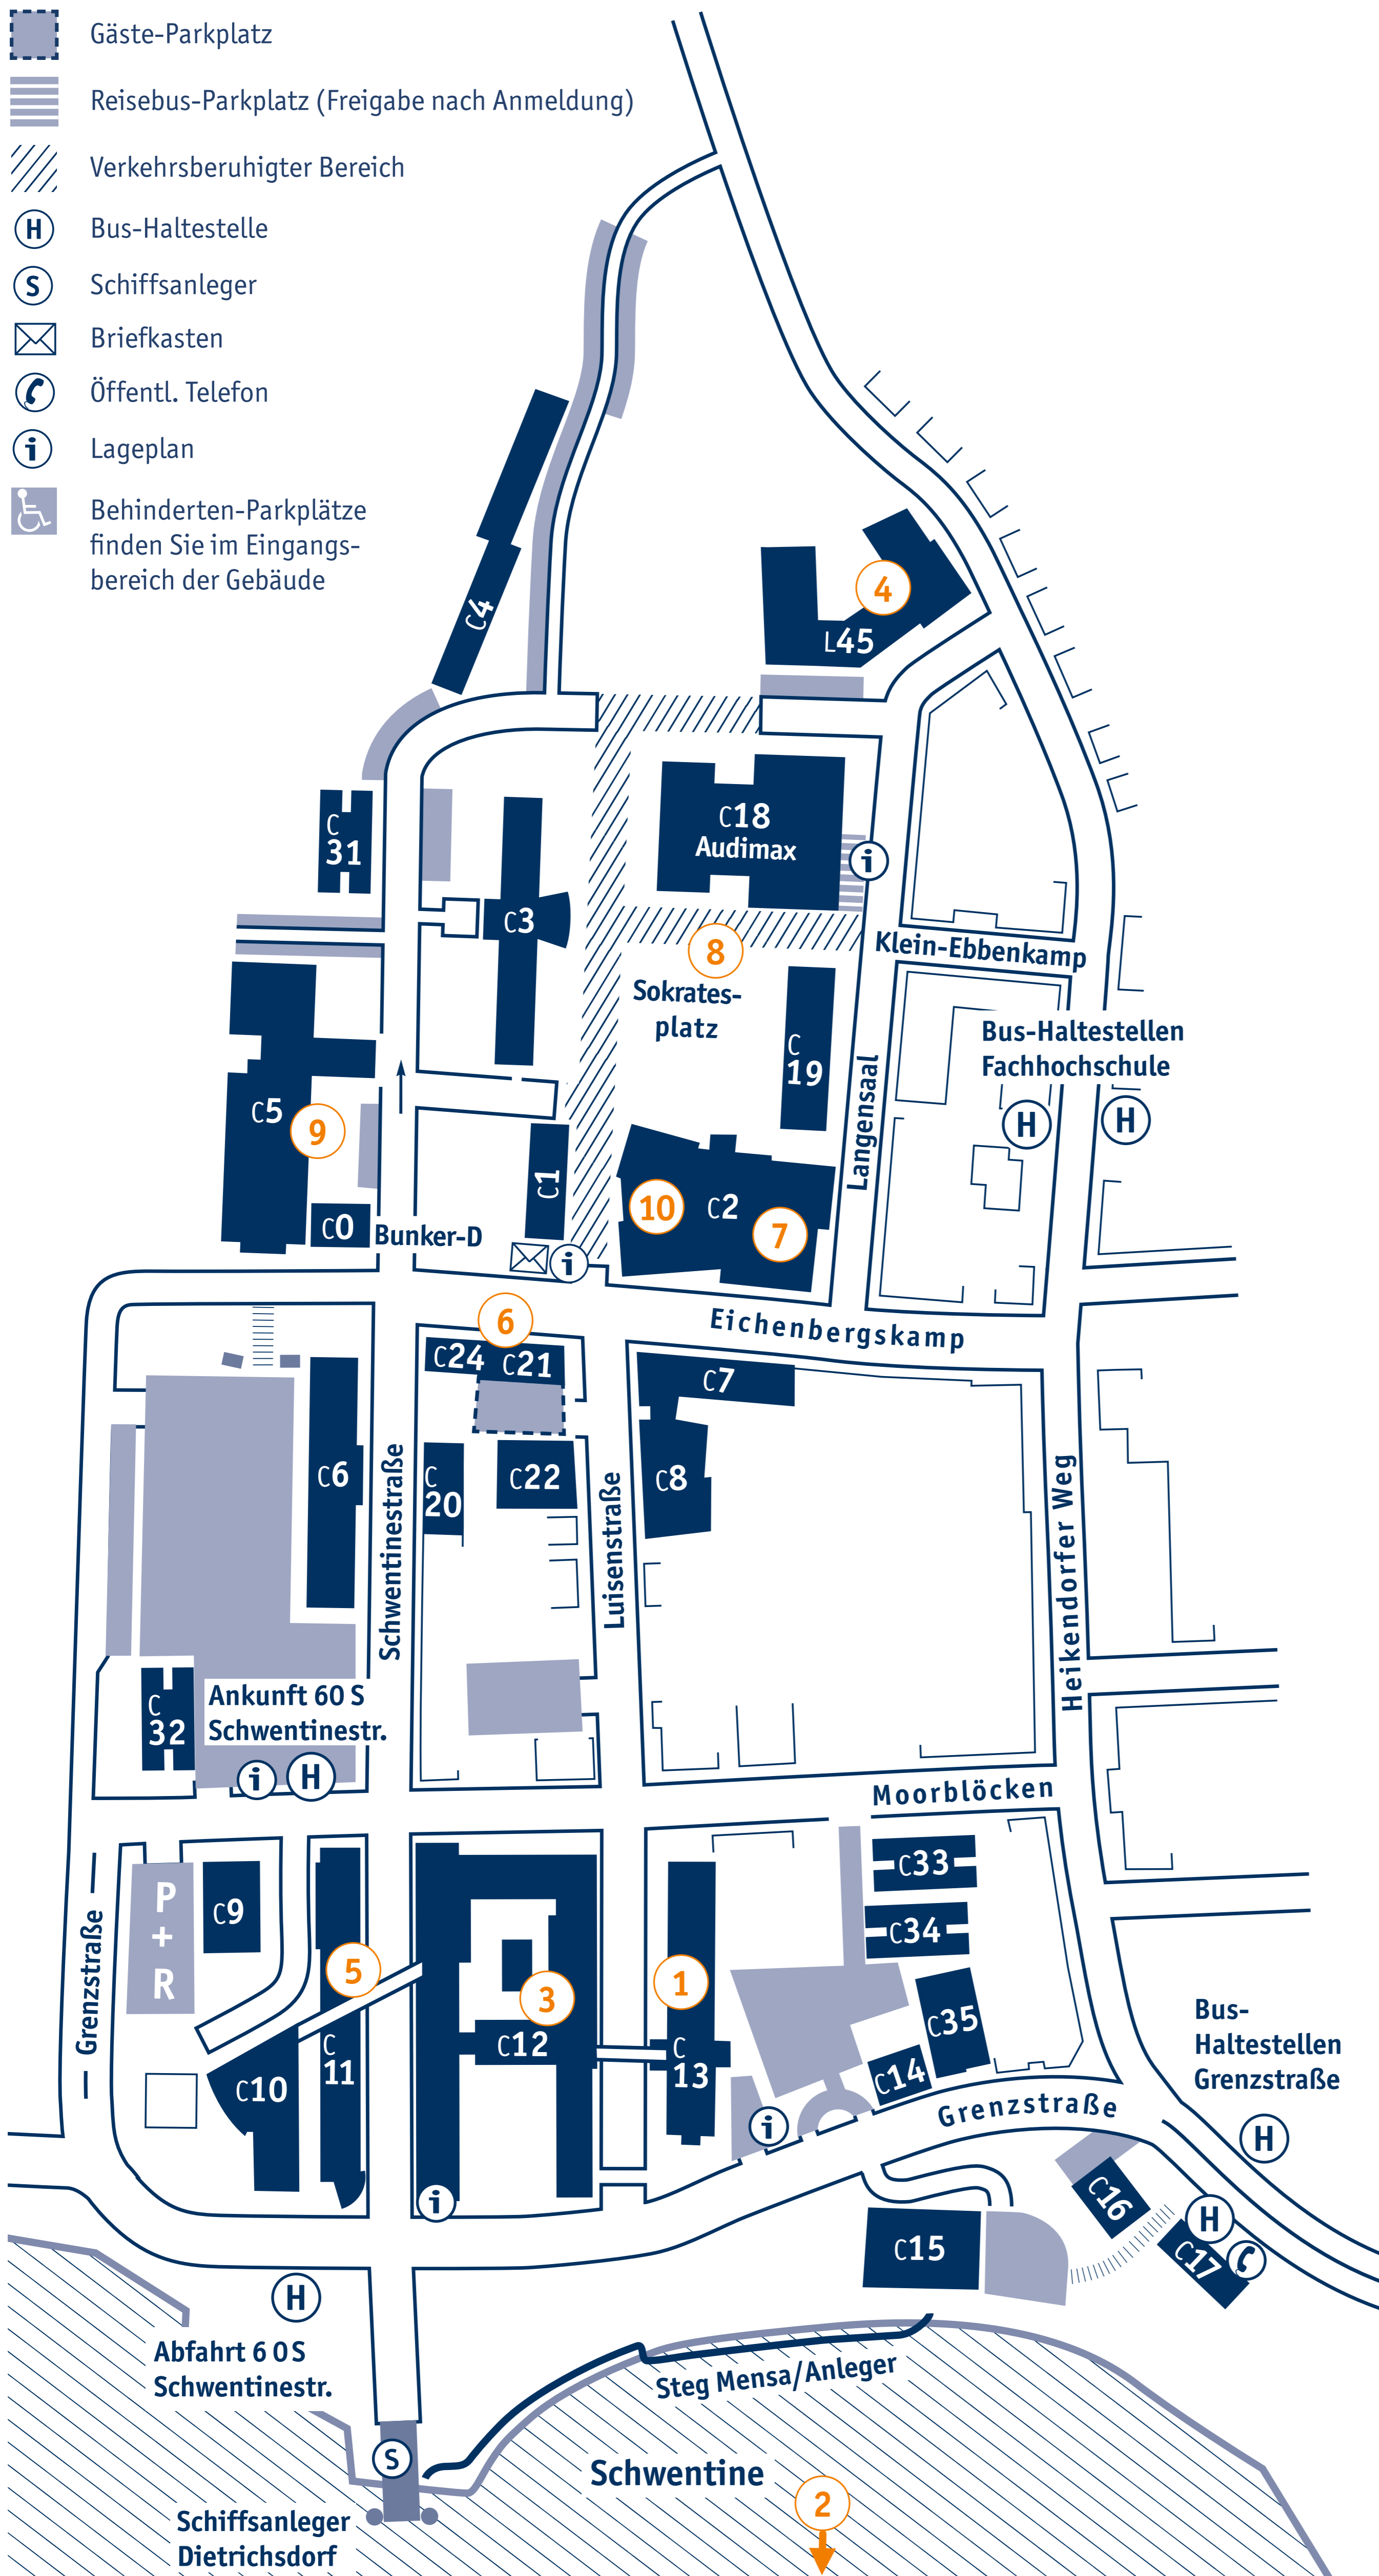 Gäste-Parkplatz
Reisebus-Parkplatz (Freigabe nach Anmeldung)
Verkehrsberuhigter Bereich
H Bus-Haltestelle
S Schiffsanleger
Briefkasten
Öffentl. Telefon
i Lageplan
Behinderten-Parkplätze
finden Sie im Eingangs-
bereich der Gebäude
4
C4
L45
C18
Audimax
C
31
i
C3
8
Klein-Ebbenkamp
Sokrates-
platz
Bus-Haltestellen
Fachhochschule
C
19
H
H
C5
9
Langensaal
C1
10
C2
7
C0
Bunker-D
i
6
Eichenbergskamp
C24
C21
C7
C6
C
20
C22
C8
Schwentinestraße
Luisenstraße
Heikendorfer Weg
C
32
Ankunft 60 S
Schwentinestr.
i
H
Moorblöcken
P
+
R
C9
5
3
1
C33
C34
C35
Grenzstraße
C12
C
11
C
13
C10
C14
Bus-
Haltestellen
Grenzstraße
Grenzstraße
i
H
i
C16
H
C15
C17
H
Abfahrt 6 0 S
Schwentinestr.
Steg Mensa/Anleger
S
Schwentine
2
Schiffsanleger
Dietrichsdorf